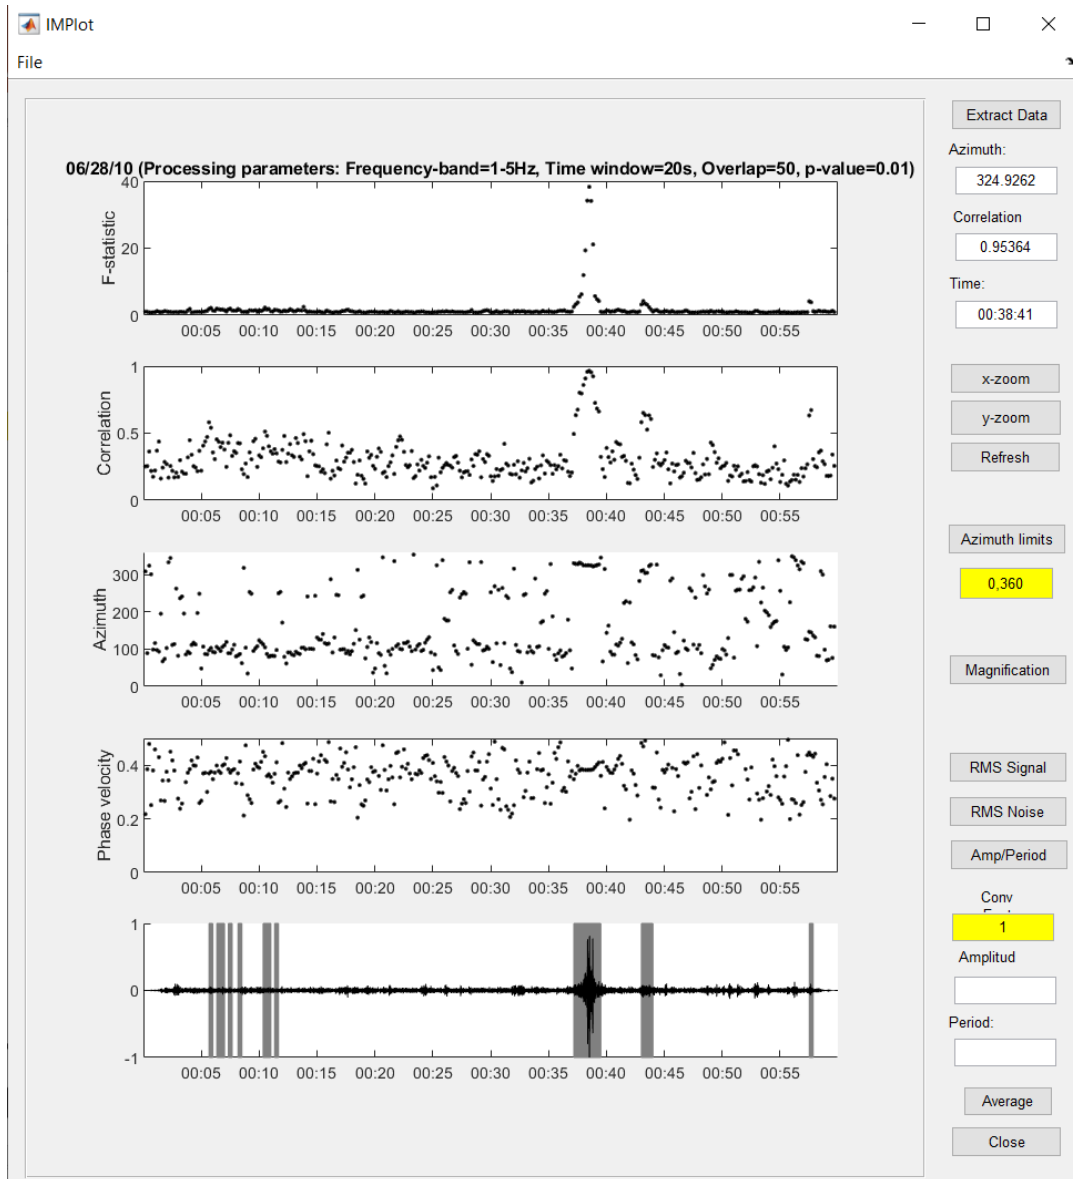 IMPlot
File
Extract Data
Azimuth:
324.9262
Correlation
0.95364
Time:
00:38:41
x-zoom
y-zoom
Refresh
Azimuth limits
0,360
Magnification
RMS Signal
RMS Noise
Amp/Period
Conv
1
Amplitud
Period:
Average
Close
06/28/10 (Processing parameters: Frequency-band=1-5Hz, Time window=20s, Overlap=50, p-value=0.01)
F-statistic
40
20
0
00:05 00:10 00:15 00:20 00:25 00:30 00:35 00:40 00:45 00:50 00:55
Correlation
1
0.5
0
00:05 00:10 00:15 00:20 00:25 00:30 00:35 00:40 00:45 00:50 00:55
Azimuth
300
200
100
0
00:05 00:10 00:15 00:20 00:25 00:30 00:35 00:40 00:45 00:50 00:55
Phase velocity
0.4
0.2
0
00:05 00:10 00:15 00:20 00:25 00:30 00:35 00:40 00:45 00:50 00:55
1
0
-1
00:05 00:10 00:15 00:20 00:25 00:30 00:35 00:40 00:45 00:50 00:55